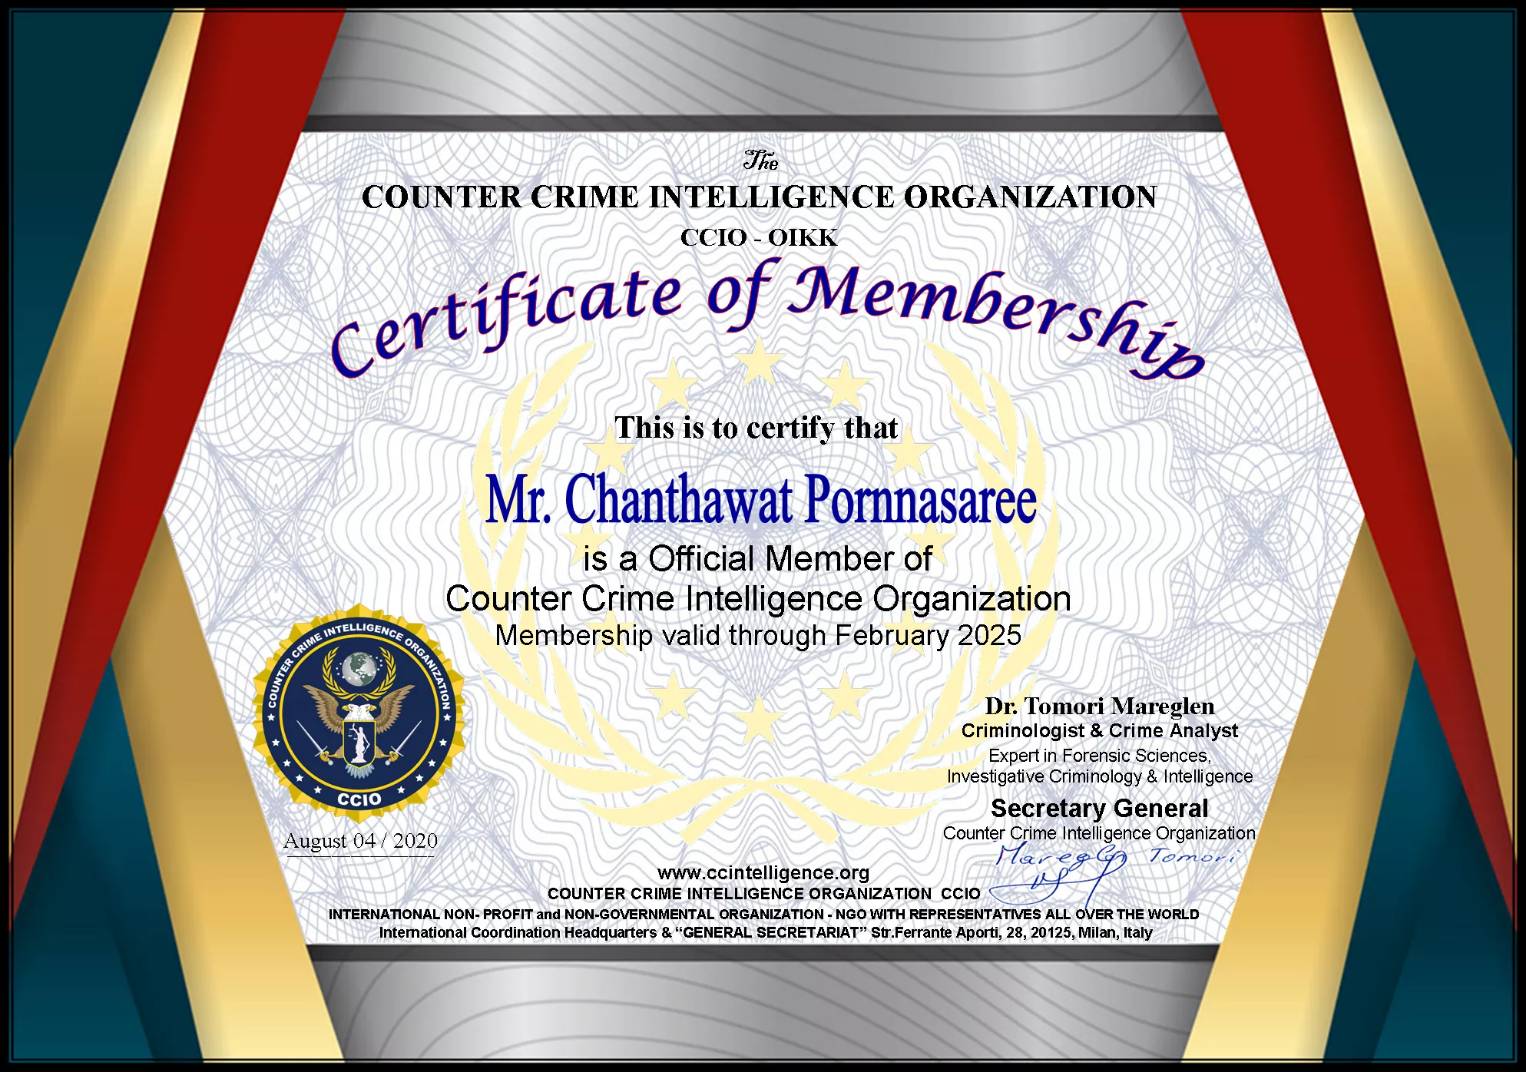 The
COUNTER CRIME INTELLIGENCE ORGANIZATION
CCIO - OIKK
Certificate of Membership
This is to certify that
Mr. Chanthawat Pornnasaree
is a Official Member of
Counter Crime Intelligence Organization
Membership valid through February 2025
COUNTER CRIME INTELLIGENCE ORGANIZATION
CCIO
August 04 / 2020
Dr. Tomori Mareglen
Criminologist & Crime Analyst
Expert in Forensic Sciences,
Investigative Criminology & Intelligence
Secretary General
Counter Crime Intelligence Organization
Mareglen Tomori
www.ccintelligence.org
COUNTER CRIME INTELLIGENCE ORGANIZATION CCIO
INTERNATIONAL NON- PROFIT and NON-GOVERNMENTAL ORGANIZATION - NGO WITH REPRESENTATIVES ALL OVER THE WORLD
International Coordination Headquarters & “GENERAL SECRETARIAT” Str.Ferrante Aporti, 28, 20125, Milan, Italy